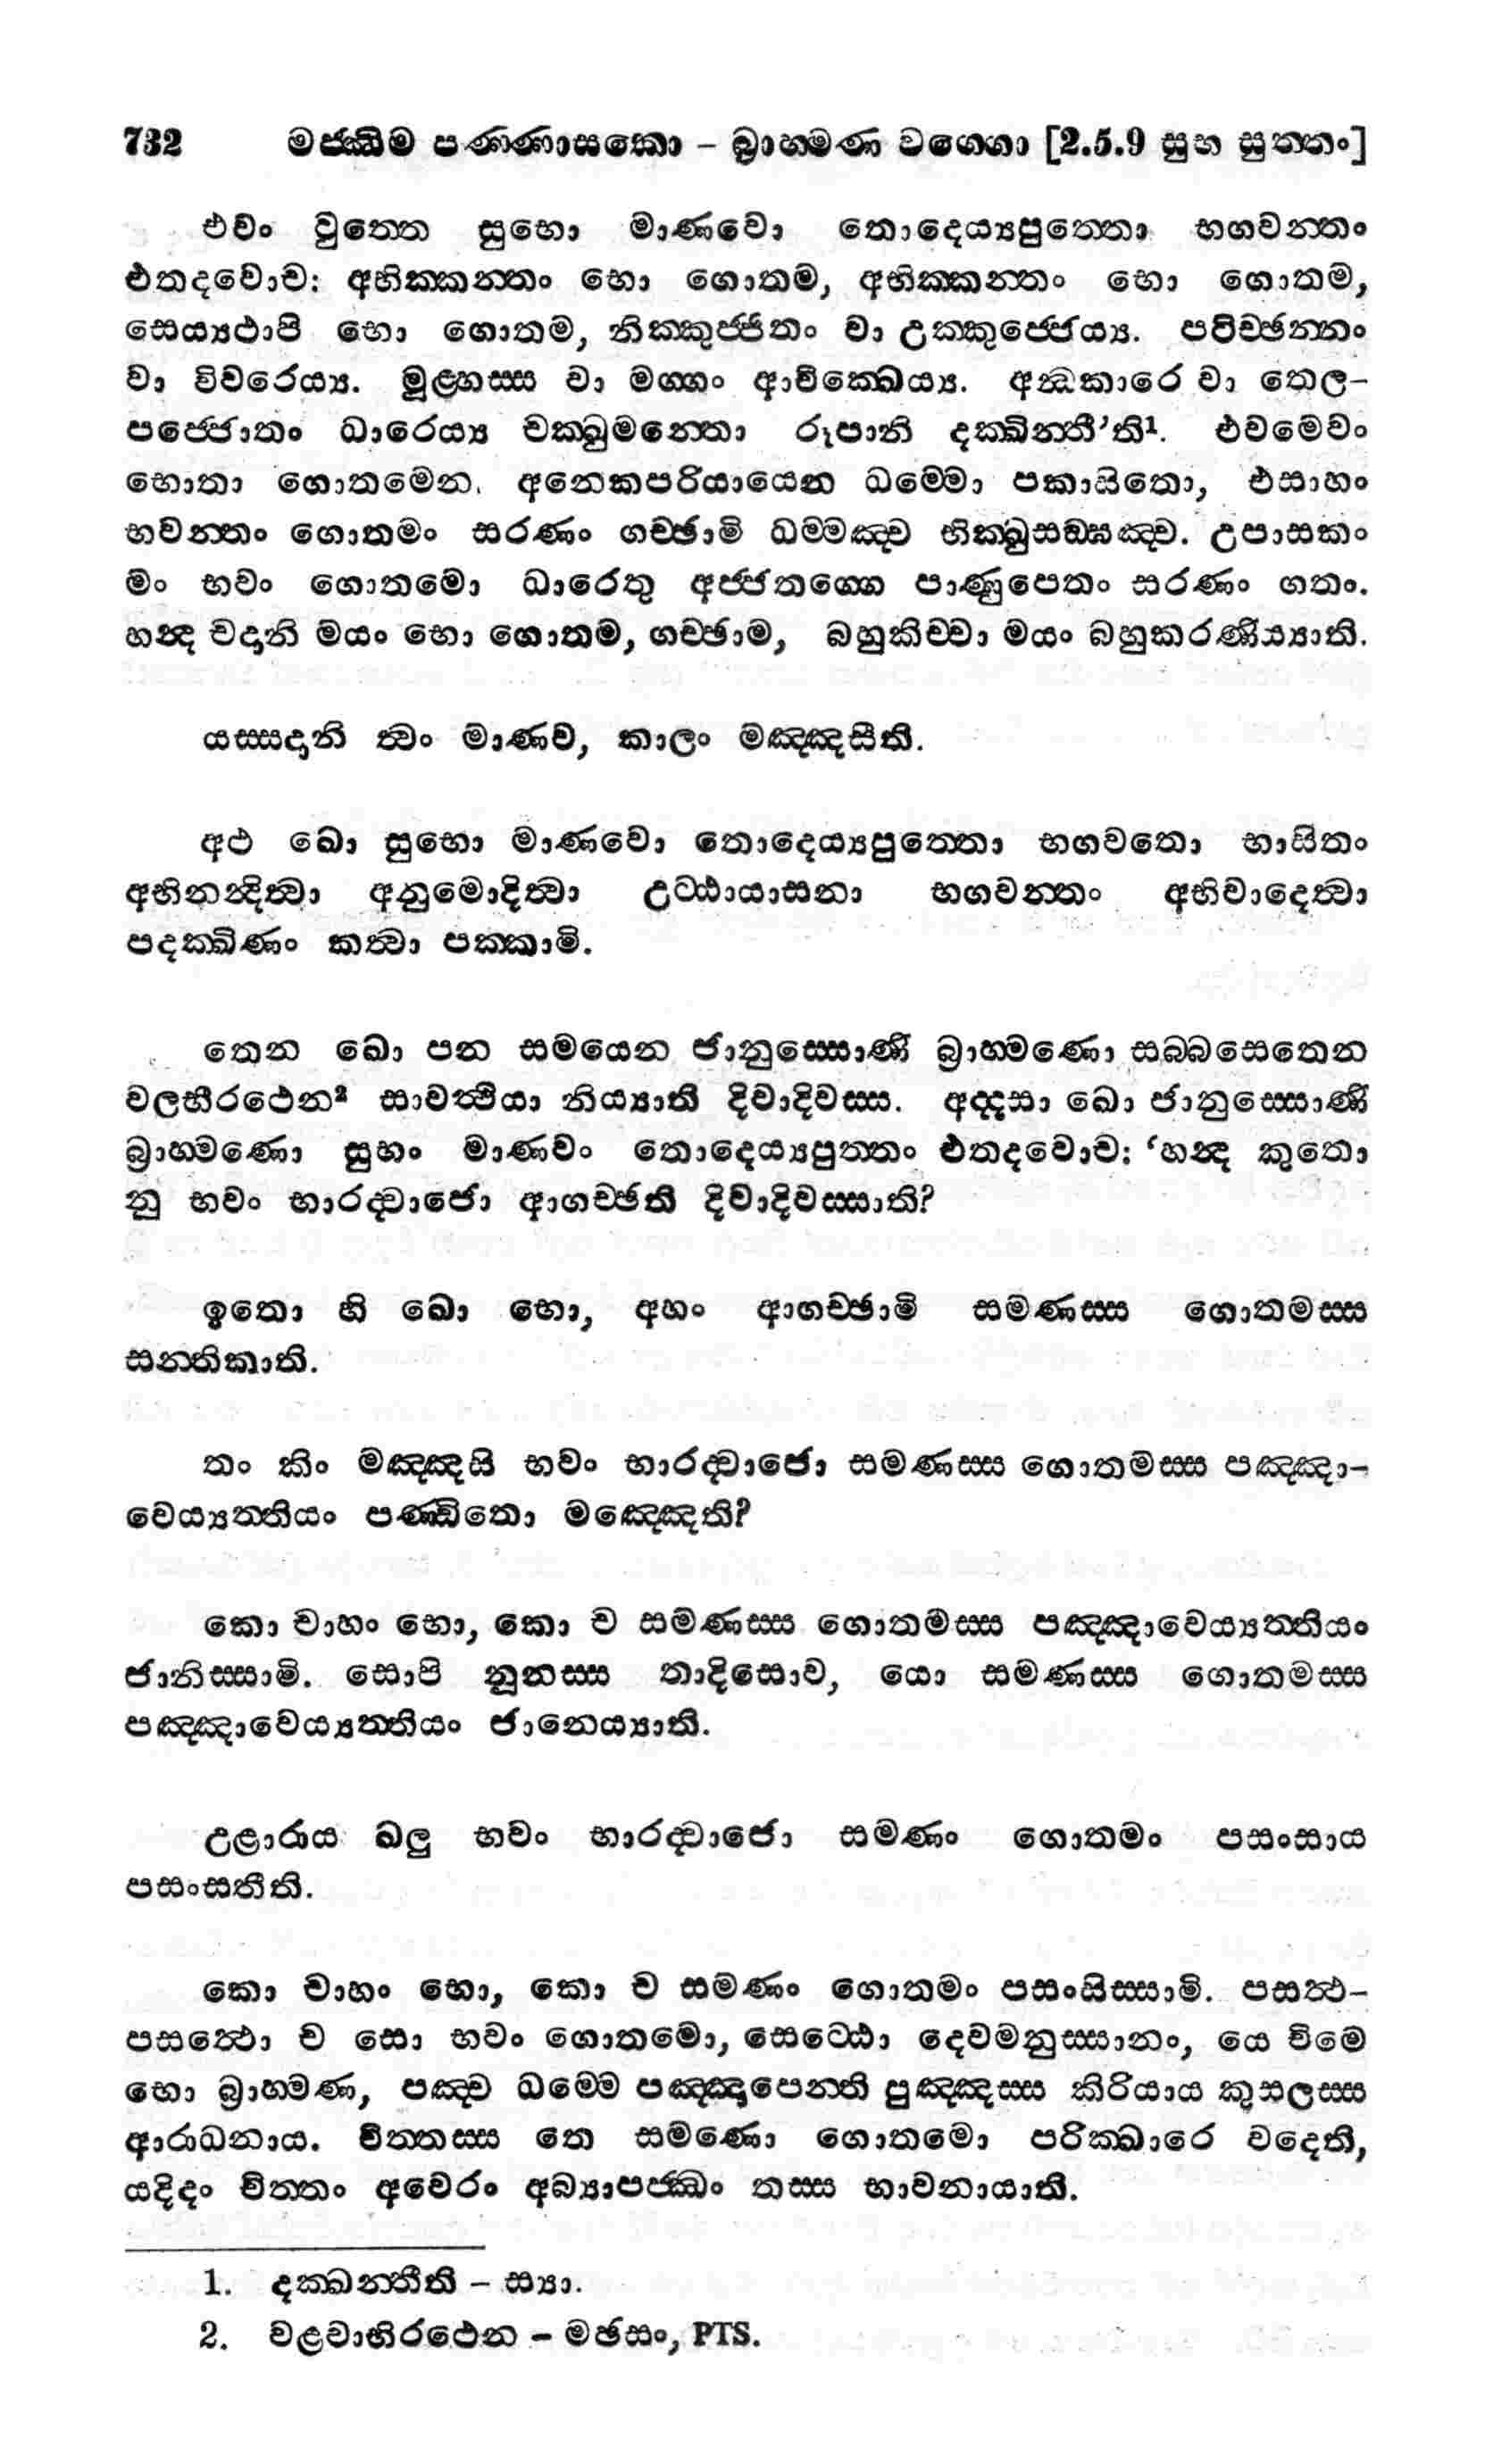 732 මජ්ඣිම පණ්ණාසකො – බ්‍රාහ්මණ වග්ගො [2.5.9 සුභ සුත්තං]
එවං වුත්තෙ සුභො මාණවො තොදෙය්‍යපුත්තො භගවන්තං
එතදවොච: අභික්කන්තං භො ගොතම, අභික්කන්තං භො ගොතම,
සෙය්‍යථාපි භො ගොතම, නික්කුජ්ජිතං වා උක්කුජ්ජෙය්‍ය. පටිච්ඡන්නං
වා විවරෙය්‍ය. මූළ්හස්ස වා මග්ගං ආචික්ඛෙය්‍ය. අන්ධකාරෙ වා තෙල-
පජ්ජොතං ධාරෙය්‍ය චක්ඛුමන්තො රූපානි දක්ඛින්තී’ති¹. එවමෙවං
භොතා ගොතමෙන, අනෙකපරියායෙන ධම්මො පකාසිතො, එසාහං
භවන්තං ගොතමං සරණං ගච්ඡාමි ධම්මඤ්ච භික්ඛුසඞ්ඝඤ්ච. උපාසකං
මං භවං ගොතමො ධාරෙතු අජ්ජතග්ගෙ පාණුපෙතං සරණං ගතං.
හන්ද චදානි මයං භො ගොතම, ගච්ඡාම, බහුකිච්චා මයං බහුකරණීය්‍යාති.
යස්සදානි ත්වං මාණව, කාලං මඤ්ඤසීති.
අථ ඛො සුභො මාණවො තොදෙය්‍යපුත්තො භගවතො භාසිතං
අභිනන්දිත්වා අනුමොදිත්වා උට්ඨායාසනා භගවන්තං අභිවාදෙත්වා
පදක්ඛිණං කත්වා පක්කාමි.
තෙන ඛො පන සමයෙන ජානුස්සොණි බ්‍රාහ්මණො සබ්බසෙතෙන
වලභීරථෙන² සාවත්ථියා නිය්‍යාති දිවාදිවස්ස. අද්දසා ඛො ජානුස්සොණි
බ්‍රාහ්මණො සුභං මාණවං තොදෙය්‍යපුත්තං එතදවොච: ‘හන්ද කුතො
නු භවං භාරද්වාජො ආගච්ඡති දිවාදිවස්සාති?
ඉතො හි ඛො භො, අහං ආගච්ඡාමි සමණස්ස ගොතමස්ස
සන්තිකාති.
තං කිං මඤ්ඤසි භවං භාරද්වාජො සමණස්ස ගොතමස්ස පඤ්ඤා-
වෙය්‍යත්තියං පණ්ඩිතො මඤ්ඤෙති?
කො චාහං භො, කො ච සමණස්ස ගොතමස්ස පඤ්ඤාවෙය්‍යත්තියං
ජානිස්සාමි. සොපි නූනස්ස තාදිසොව, යො සමණස්ස ගොතමස්ස
පඤ්ඤාවෙය්‍යත්තියං ජානෙය්‍යාති.
උළාරාය ඛලු භවං භාරද්වාජො සමණං ගොතමං පසංසාය
පසංසතීති.
කො චාහං භො, කො ච සමණං ගොතමං පසංසිස්සාමි. පසත්ථ-
පසත්ථො ච සො භවං ගොතමො, සෙට්ඨො දෙවමනුස්සානං, යෙ චිමෙ
භො බ්‍රාහ්මණ, පඤ්ච ධම්මෙ පඤ්ඤාපෙන්ති පුඤ්ඤස්ස කිරියාය කුසලස්ස
ආරාධනාය. චිත්තස්ස තෙ සමණො ගොතමො පරික්ඛාරෙ වදෙති,
යදිදං චිත්තං අවෙරං අබ්‍යාපජ්ඣං තස්ස භාවනායාති.
1. දක්ඛන්තීති – ස්‍යා.
2. වළවාභිරථෙන – මඡසං, PTS.